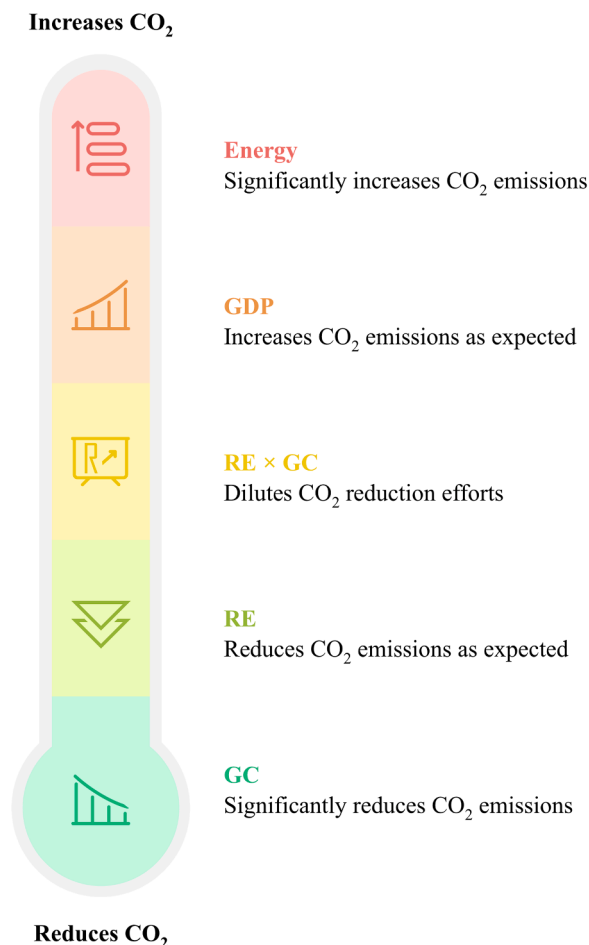 Increases CO₂
Energy
Significantly increases CO₂ emissions
GDP
Increases CO₂ emissions as expected
R
RE × GC
Dilutes CO₂ reduction efforts
RE
Reduces CO₂ emissions as expected
GC
Significantly reduces CO₂ emissions
Reduces CO₂